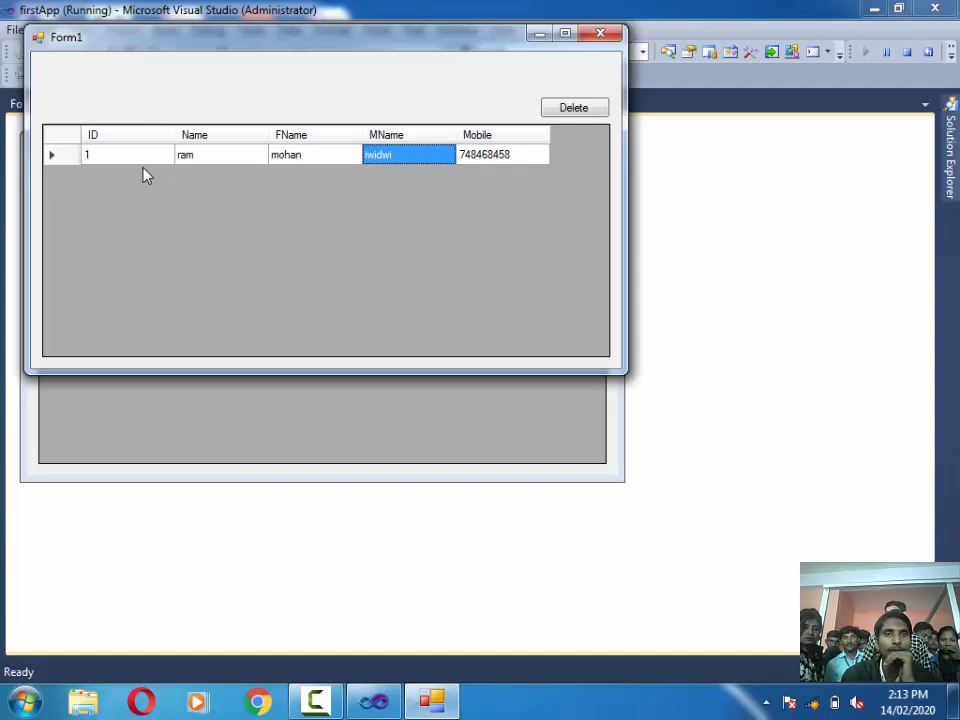 firstApp (Running) - Microsoft Visual Studio (Administrator)
Form1
Delete
ID Name FName MName Mobile
1 ram mohan iwidwi 748468458
Solution Explorer
Ready
2:13 PM
14/02/2020